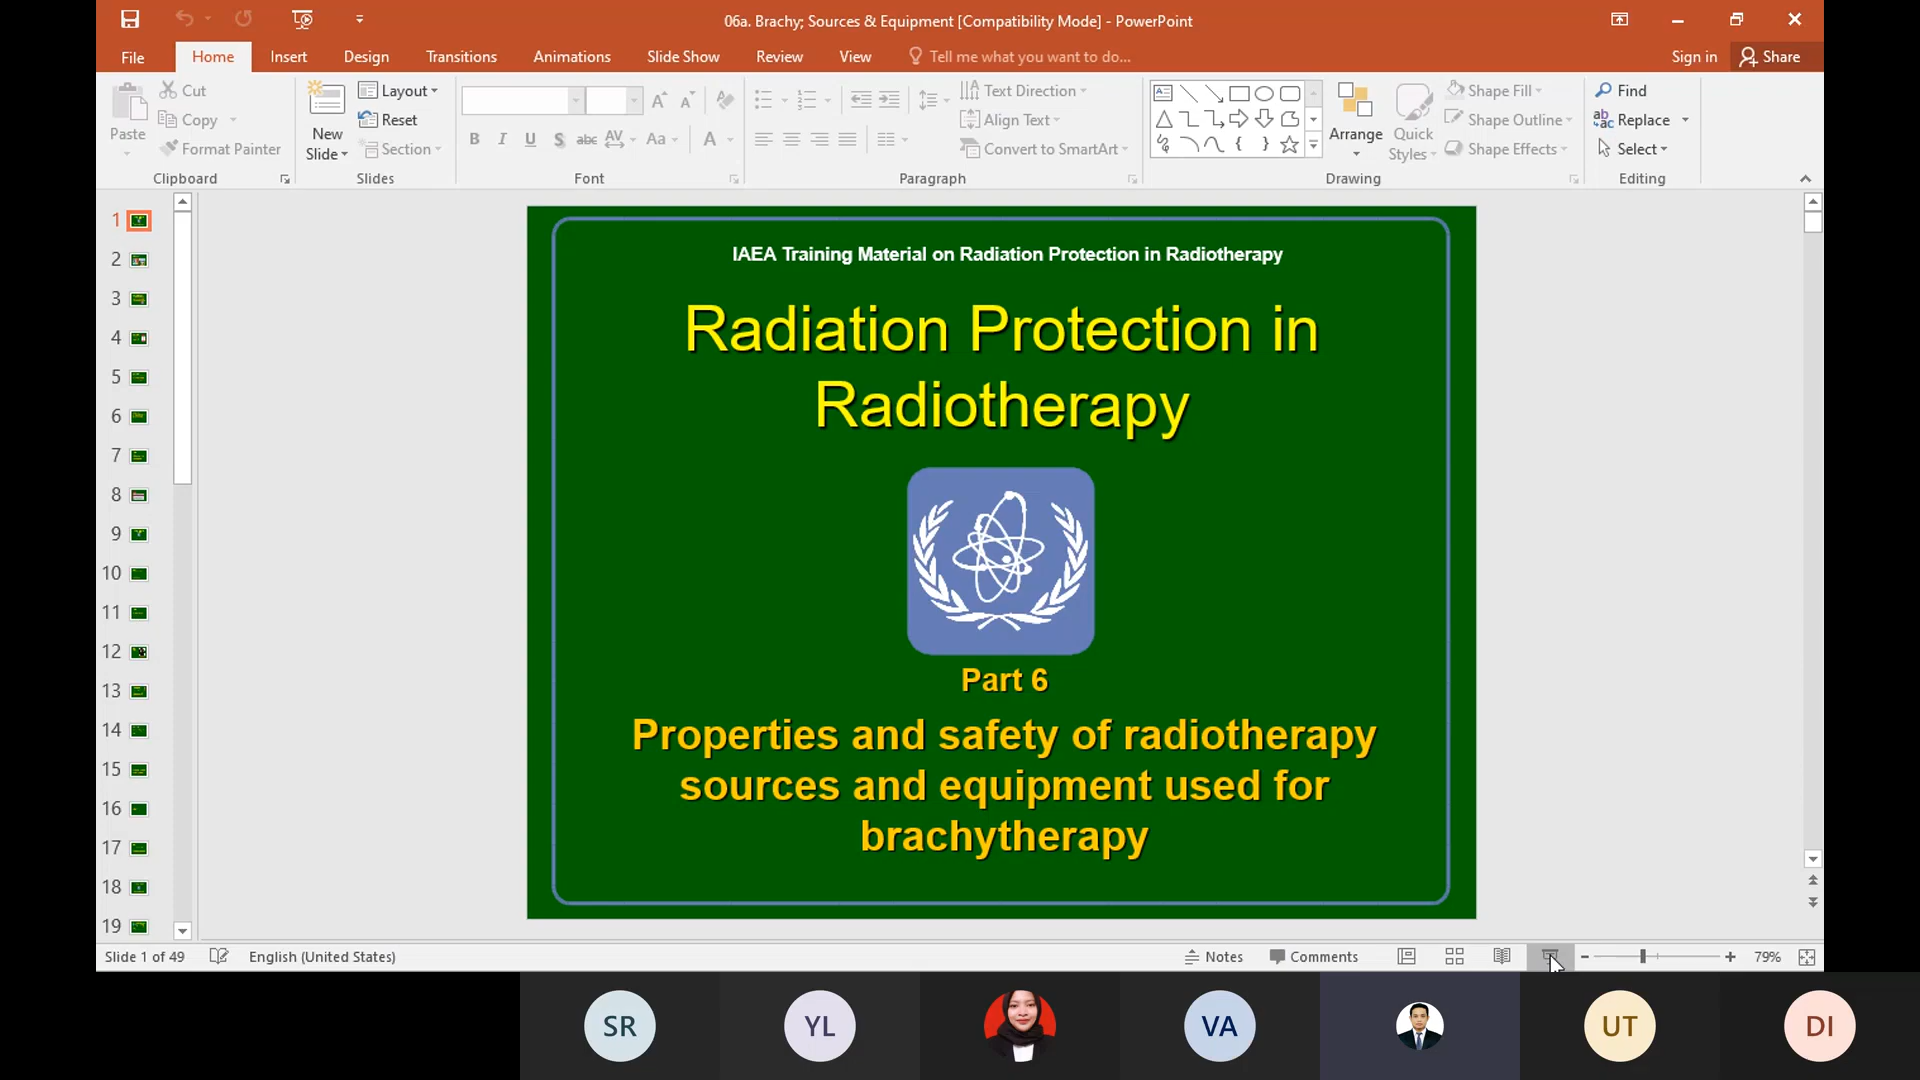 06a. Brachy; Sources & Equipment [Compatibility Mode] - PowerPoint
File Home Insert Design Transitions Animations Slide Show Review View Tell me what you want to do... Sign in Share
Paste
Cut
Copy
Format Painter
Clipboard
New Slide
Layout
Reset
Section
Slides
B I U S abc AV Aa A
Font
Text Direction
Align Text
Convert to SmartArt
Paragraph
Arrange
Quick Styles
Shape Fill
Shape Outline
Shape Effects
Drawing
Find
Replace
Select
Editing
1
2
3
4
5
6
7
8
9
10
11
12
13
14
15
16
17
18
19
IAEA Training Material on Radiation Protection in Radiotherapy
Radiation Protection in
Radiotherapy
Part 6
Properties and safety of radiotherapy
sources and equipment used for
brachytherapy
Slide 1 of 49 English (United States) Notes Comments 79%
SR YL VA UT DI